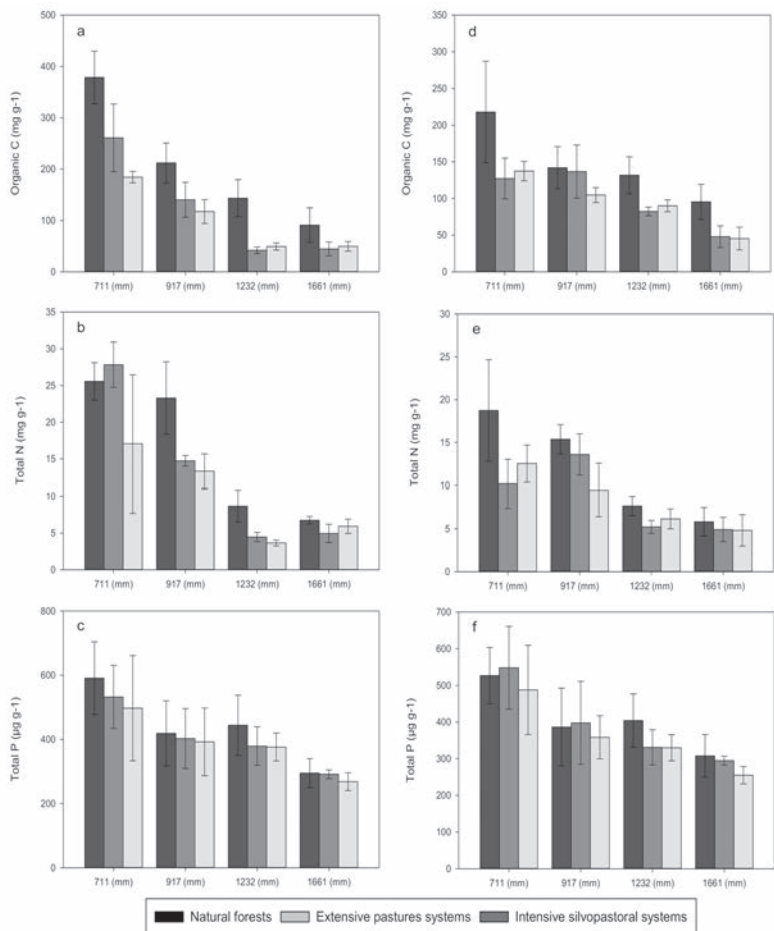 a
Organic C (mg g-1)
500
400
300
200
100
0
711 (mm) 917 (mm) 1232 (mm) 1661 (mm)
d
Organic C (mg g-1)
350
300
250
200
150
100
50
0
711 (mm) 917 (mm) 1232 (mm) 1661 (mm)
b
Total N (mg g-1)
35
30
25
20
15
10
5
0
711 (mm) 917 (mm) 1232 (mm) 1661 (mm)
e
Total N (mg g-1)
30
25
20
15
10
5
0
711 (mm) 917 (mm) 1232 (mm) 1661 (mm)
c
Total P (µg g-1)
800
600
400
200
0
711 (mm) 917 (mm) 1232 (mm) 1661 (mm)
f
Total P (µg g-1)
700
600
500
400
300
200
100
0
711 (mm) 917 (mm) 1232 (mm) 1661 (mm)
Natural forests Extensive pastures systems Intensive silvopastoral systems